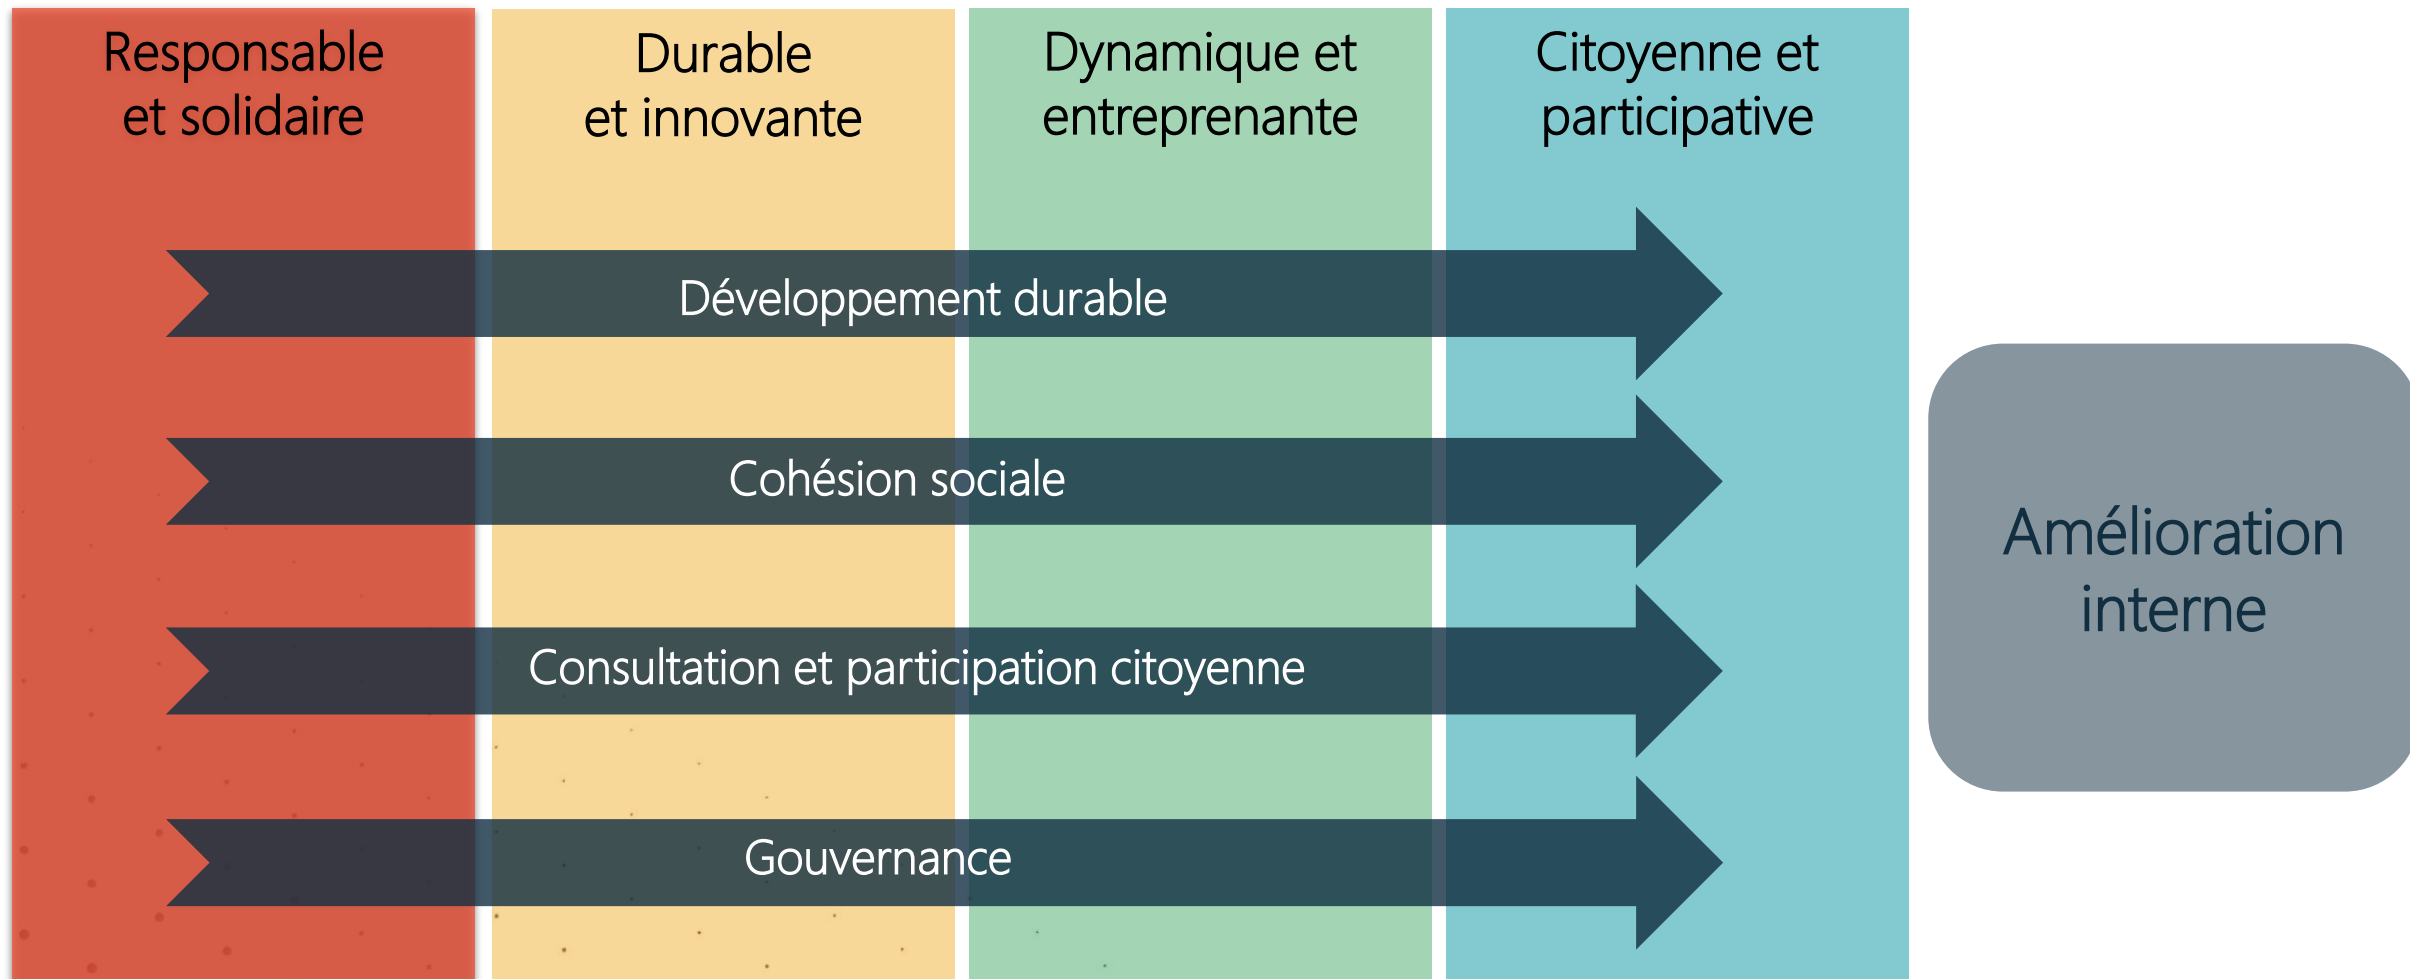 Responsable
et solidaire
Durable
et innovante
Dynamique et
entreprenante
Citoyenne et
participative
Développement durable
Cohésion sociale
Consultation et participation citoyenne
Gouvernance
Amélioration
interne